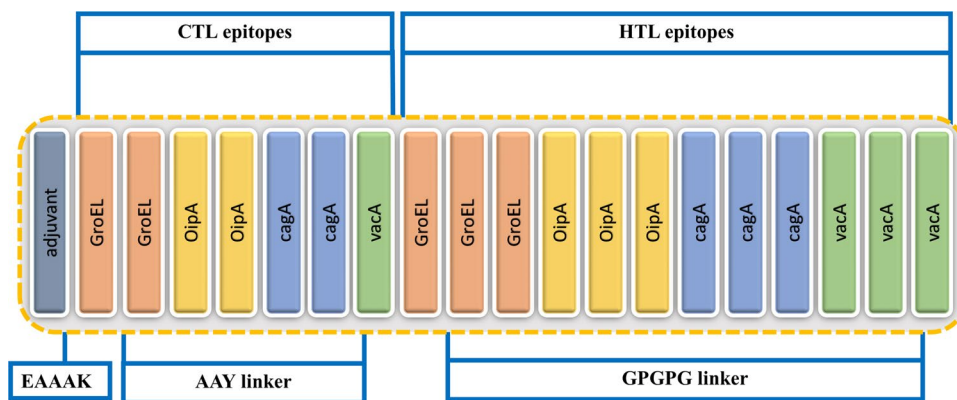 CTL epitopes
HTL epitopes
adjuvant
GroEL
GroEL
OipA
OipA
cagA
cagA
vacA
GroEL
GroEL
GroEL
OipA
OipA
OipA
cagA
cagA
cagA
vacA
vacA
vacA
EAAAK
AAY linker
GPGPG linker